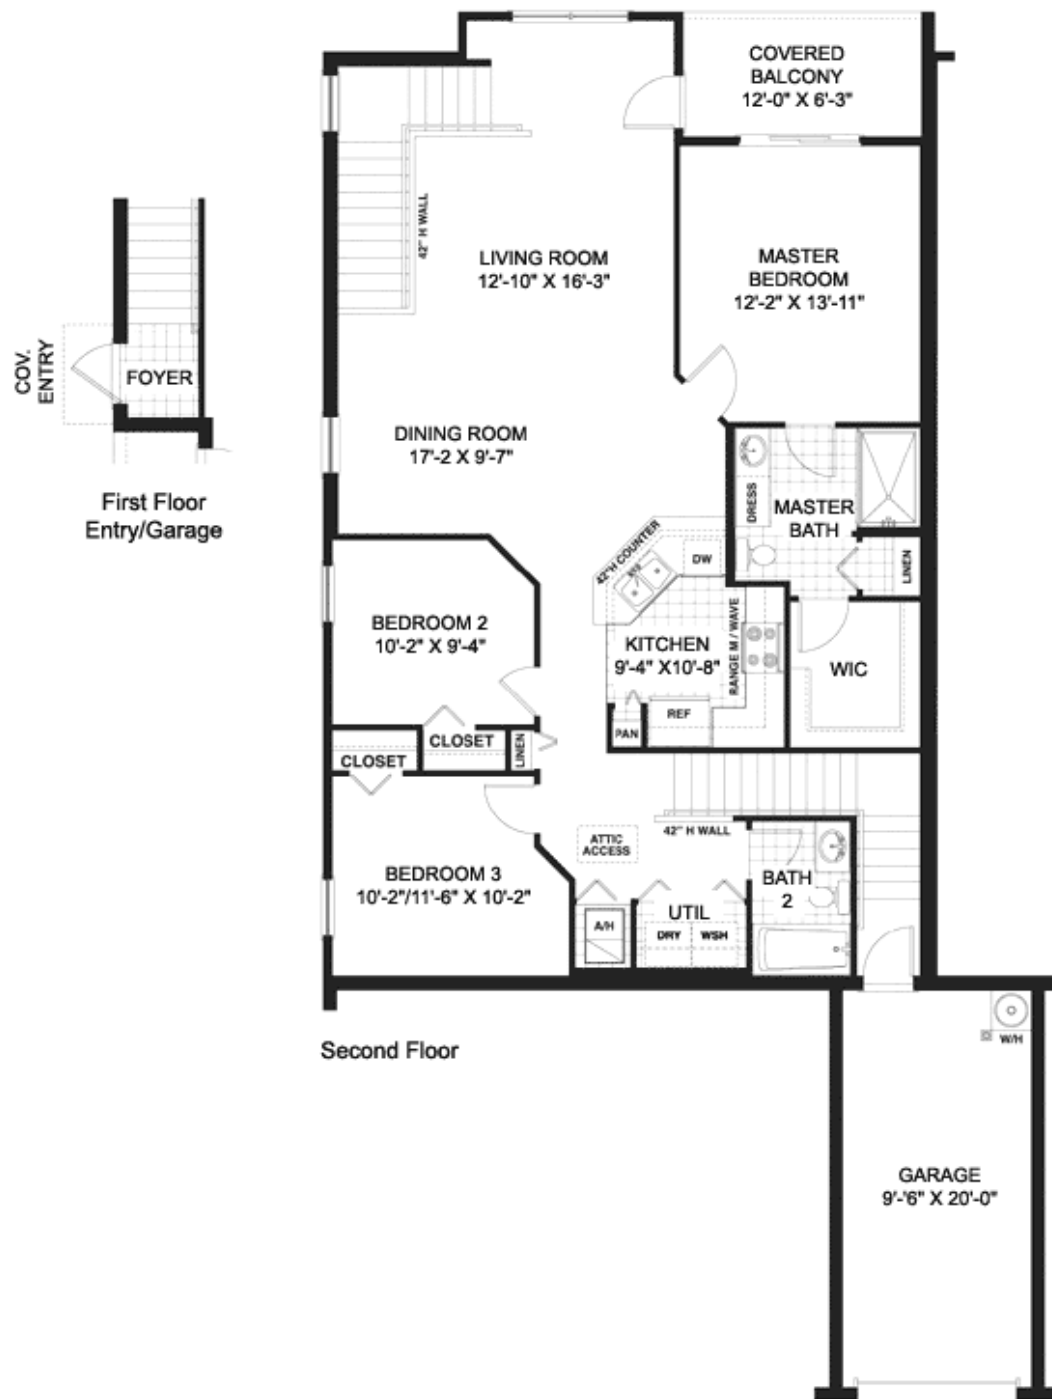 COVERED
BALCONY
12'-0" X 6'-3"
42" H WALL
LIVING ROOM
12'-10" X 16'-3"
MASTER
BEDROOM
12'-2" X 13'-11"
COV.
ENTRY
FOYER
First Floor
Entry/Garage
DINING ROOM
17'-2 X 9'-7"
DRESS
MASTER
BATH
LINEN
42"H COUNTER
DW
BEDROOM 2
10'-2" X 9'-4"
KITCHEN
9'-4" X10'-8"
RANGE M / WAVE
WIC
REF
PAN
CLOSET
LINEN
CLOSET
42" H WALL
ATTIC
ACCESS
BEDROOM 3
10'-2"/11'-6" X 10'-2"
BATH
2
UTIL
A/H
DRY
WSH
W/H
Second Floor
GARAGE
9'-'6" X 20'-0"